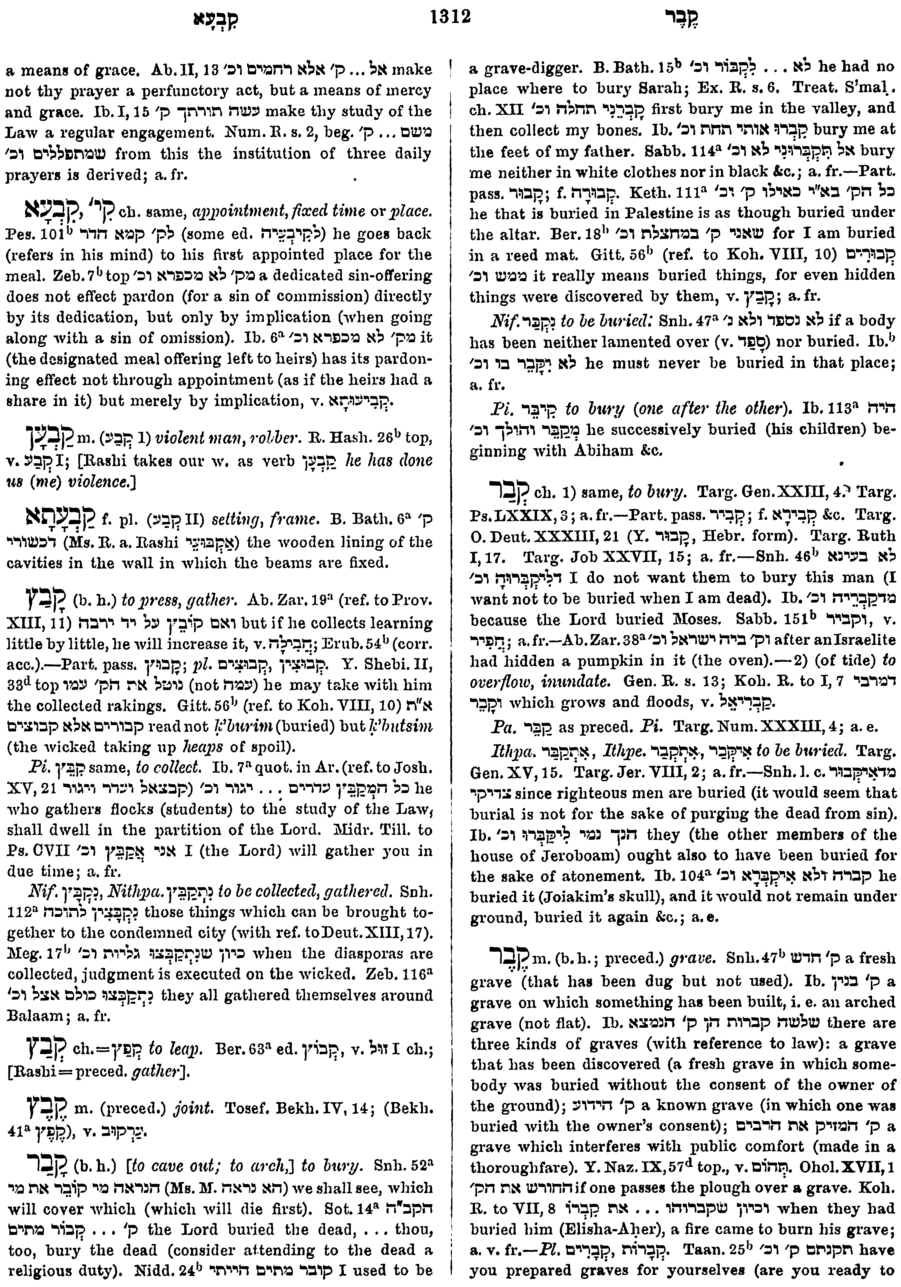 קִבְעָא 1312 קֶבֶר
a means of grace. Ab. II, 13 אל ... ק' אלא רחמים וכ' make
not thy prayer a perfunctory act, but a means of mercy
and grace. Ib. I, 15 עשה תורתך ק' make thy study of the
Law a regular engagement. Num. R. s. 2, beg. משם ... ק'
שמתפללים וכ' from this the institution of three daily
prayers is derived; a. fr.
קִבְעָא, קִי' ch. same, appointment, fixed time or place.
Pes. 101ᵇ לק' קמא הדר (some ed. לְקִיבְעֵיהּ) he goes back
(refers in his mind) to his first appointed place for the
meal. Zeb. 7ᵇ top מק' לא מכפרא וכ' a dedicated sin-offering
does not effect pardon (for a sin of commission) directly
by its dedication, but only by implication (when going
along with a sin of omission). Ib. 6ᵃ מק' לא מכפרא וכ' it
(the designated meal offering left to heirs) has its pardon-
ing effect not through appointment (as if the heirs had a
share in it) but merely by implication, v. קְבִיעוּתָא.
קַבְעָן m. (קָבַע 1) violent man, robber. R. Hash. 26ᵇ top,
v. קָבַע I; [Rashi takes our w. as verb קְבָעָן he has done
us (me) violence.]
קִבְעָתָא f. pl. (קָבַע II) setting, frame. B. Bath. 6ᵃ ק'
דכשורי (Ms. R. a. Rashi אַקְבּוּעֵי) the wooden lining of the
cavities in the wall in which the beams are fixed.
קָבַץ (b. h.) to press, gather. Ab. Zar. 19ᵃ (ref. to Prov.
XIII, 11) ואם קוֹבֵץ על יד ירבה but if he collects learning
little by little, he will increase it, v. חֲבִילָה; Erub. 54ᵇ (corr.
acc.).—Part. pass. קָבוּץ; pl. קְבוּצִים, קְבוּצִין. Y. Shebi. II,
33ᵈ top נוטל את הק' עמו (not עמה) he may take with him
the collected rakings. Gitt. 56ᵇ (ref. to Koh. VIII, 10) א"ת
קבורים אלא קבוצים read not ḳ'burim (buried) but ḳ'butsim
(the wicked taking up heaps of spoil).
Pi. קִבֵּץ same, to collect. Ib. 7ᵃ quot. in Ar. (ref. to Josh.
XV, 21 קבצאל ועדר ויגור) כל הַמְקַבֵּץ עדרים ... יגור וכ' he
who gathers flocks (students) to the study of the Law,
shall dwell in the partition of the Lord. Midr. Till. to
Ps. CVII אני אֲקַבֵּץ וכ' I (the Lord) will gather you in
due time; a. fr.
Nif. נִקְבַּץ, Nithpa. נִתְקַבֵּץ to be collected, gathered. Snh.
112ᵃ נִקְבָּצִין לתוכה those things which can be brought to-
gether to the condemned city (with ref. to Deut. XIII, 17).
Meg. 17ᵇ כיון שנִתְקַבְּצוּ גליות וכ' when the diasporas are
collected, judgment is executed on the wicked. Zeb. 116ᵃ
נִתְקַבְּצוּ כולם אצל וכ' they all gathered themselves around
Balaam; a. fr.
קְבַץ ch.=קְפַץ to leap. Ber. 63ᵃ ed. קְבוֹץ, v. זוּל I ch.;
[Rashi=preced. gather].
קֶבֶץ m. (preced.) joint. Tosef. Bekh. IV, 14; (Bekh.
41ᵃ קֶפֶץ), v. עַרְקוּב.
קָבַר (b. h.) [to cave out; to arch,] to bury. Snh. 52ᵃ
הנראה מי קוֹבֵר את מי (Ms. M. הא נראה) we shall see, which
will cover which (which will die first). Sot. 14ᵃ הקב"ה
ק' ... קְבוֹר מתים the Lord buried the dead, ... thou,
too, bury the dead (consider attending to the dead a
religious duty). Nidd. 24ᵇ קובר מתים הייתי I used to be
a grave-digger. B. Bath. 15ᵇ לא ... לִקְבּוֹר וכ' he had no
place where to bury Sarah; Ex. R. s. 6. Treat. S'maḥ.
ch. XII קִבְרֵנִי תחלה וכ' first bury me in the valley, and
then collect my bones. Ib. קִבְרוּ אותי תחת וכ' bury me at
the feet of my father. Sabb. 114ᵃ אל תִּקְבְּרוּנִי לא וכ' bury
me neither in white clothes nor in black &c.; a. fr.—Part.
pass. קָבוּר; f. קְבוּרָה. Keth. 111ᵃ כל הק' בא"י כאילו ק' וכ'
he that is buried in Palestine is as though buried under
the altar. Ber. 18ᵇ שאני ק' במחצלת וכ' for I am buried
in a reed mat. Gitt. 56ᵇ (ref. to Koh. VIII, 10) קְבוּרִים
ממש וכ' it really means buried things, for even hidden
things were discovered by them, v. קָבַץ; a. fr.
Nif. נִקְבַּר to be buried. Snh. 47ᵃ לא נספד ולא נ' if a body
has been neither lamented over (v. סָפַד) nor buried. Ib.ᵇ
לא יִקָּבֵר בו וכ' he must never be buried in that place;
a. fr.
Pi. קִיבֵּר to bury (one after the other). Ib. 113ᵃ היה
מְקַבֵּר והולך וכ' he successively buried (his children) be-
ginning with Abiham &c.
קְבַר ch. 1) same, to bury. Targ. Gen. XXIII, 4. Targ.
Ps. LXXIX, 3; a. fr.—Part. pass. קְבִיר; f. קְבִירָא &c. Targ.
O. Deut. XXXIII, 21 (Y. קָבוּר, Hebr. form). Targ. Ruth
I, 17. Targ. Job XXVII, 15; a. fr.—Snh. 46ᵇ לא בעינא
דליקְבְּרוּהּ וכ' I do not want them to bury this man (I
want not to be buried when I am dead). Ib. מדקַבְרֵיהּ וכ'
because the Lord buried Moses. Sabb. 151ᵇ וקביר, v.
חֲפִיר; a. fr.—Ab. Zar. 38ᵃ וק' ביה ישראל וכ' after an Israelite
had hidden a pumpkin in it (the oven).—2) (of tide) to
overflow, inundate. Gen. R. s. 13; Koh. R. to I, 7 דמרבי
וְקָבַר which grows and floods, v. קַבְרִיאֵל.
Pa. קַבֵּר as preced. Pi. Targ. Num. XXXIII, 4; a. e.
Ithpa. אִתְקַבַּר, Ithpe. אִתְקְבַר, אִיקְּבַר to be buried. Targ.
Gen. XV, 15. Targ. Jer. VIII, 2; a. fr.—Snh. l. c. מדאִיקְּבוּר
צדיקי since righteous men are buried (it would seem that
burial is not for the sake of purging the dead from sin).
Ib. הנך נמי לִיקַּבְּרוּ וכ' they (the other members of the
house of Jeroboam) ought also to have been buried for
the sake of atonement. Ib. 104ᵃ קברה ולא אִיקְּבְרָא וכ' he
buried it (Joiakim's skull), and it would not remain under
ground, buried it again &c.; a. e.
קֶבֶר m. (b. h.; preced.) grave. Snh. 47ᵇ ק' חדש a fresh
grave (that has been dug but not used). Ib. ק' בנין a
grave on which something has been built, i. e. an arched
grave (not flat). Ib. שלשה קברות הן ק' הנמצא there are
three kinds of graves (with reference to law): a grave
that has been discovered (a fresh grave in which some-
body was buried without the consent of the owner of
the ground); ק' הידוע a known grave (in which one was
buried with the owner's consent); ק' המזיק את הרבים a
grave which interferes with public comfort (made in a
thoroughfare). Y. Naz. IX, 57ᵈ top., v. תְּהוֹם. Ohol. XVII, 1
החורש את הק' if one passes the plough over a grave. Koh.
R. to VII, 8 וכיון שקברוהו ... את קִבְרוֹ when they had
buried him (Elisha-Aḥer), a fire came to burn his grave;
a. v. fr.—Pl. קְבָרִים, קְבָרוֹת. Taan. 25ᵇ תקנתם ק' וכ' have
you prepared graves for yourselves (are you ready to